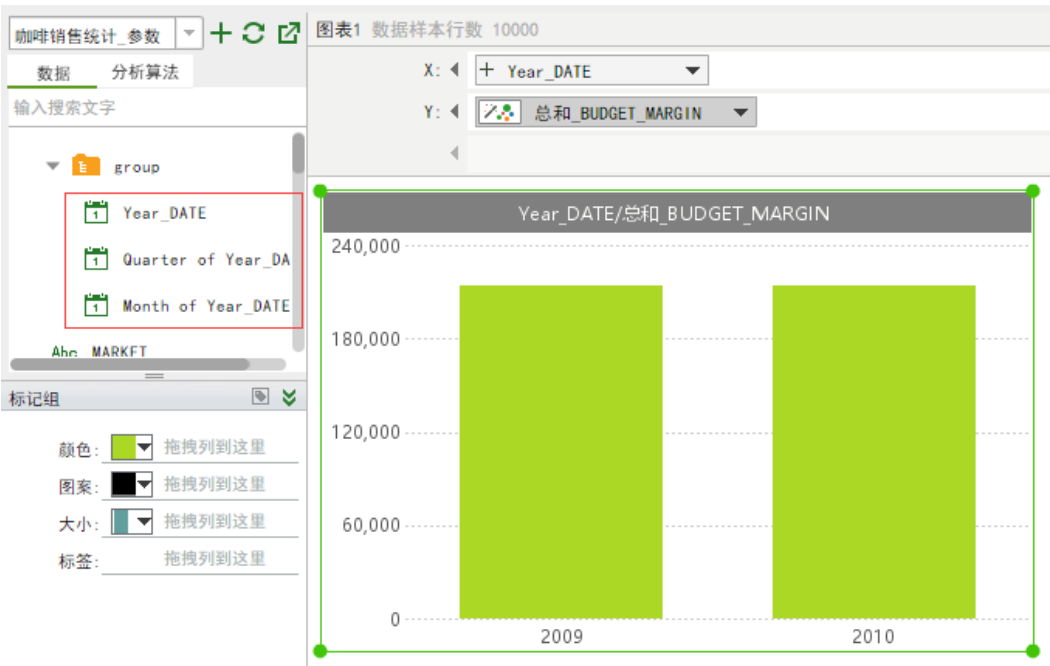 咖啡销售统计_参数
数据 分析算法
输入搜索文字
group
Year_DATE
Quarter of Year_DA
Month of Year_DATE
Abc MARKET
标记组
颜色: 拖拽列到这里
图案: 拖拽列到这里
大小: 拖拽列到这里
标签: 拖拽列到这里
图表1 数据样本行数 10000
X: Year_DATE
Y: 总和_BUDGET_MARGIN
Year_DATE/总和_BUDGET_MARGIN
240,000
180,000
120,000
60,000
0
2009 2010